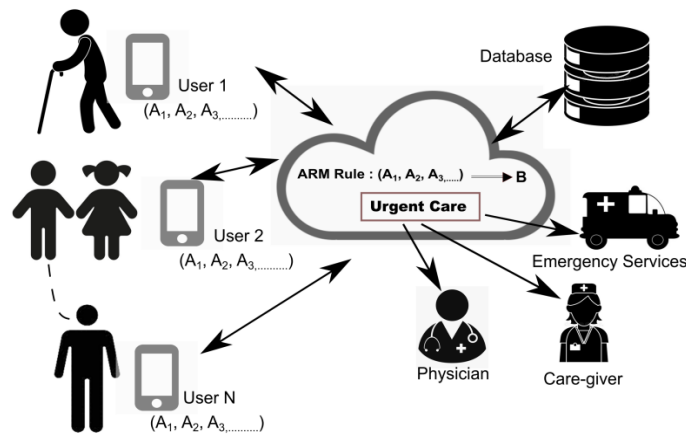 User 1
(A₁, A₂, A₃,..........)
Database
ARM Rule : (A₁, A₂, A₃,.....) ⟶ B
Urgent Care
User 2
(A₁, A₂, A₃,..........)
Emergency Services
Physician
Care-giver
User N
(A₁, A₂, A₃,..........)